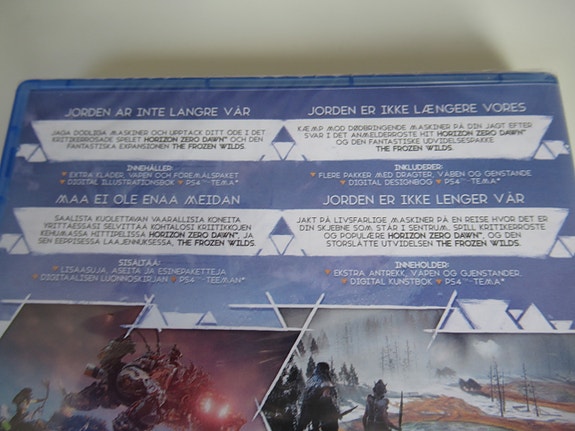 JORDEN AR INTE LANGRE VÅR
JAGA DÖDLIGA MASKINER OCH UPPTÄCK DITT ÖDE I DET
KRITIKERROSADE SPELET HORIZON ZERO DAWN™ OCH DEN
FANTASTISKA EXPANSIONEN THE FROZEN WILDS.
INNEHÅLLER:
EXTRA KLÄDER, VAPEN OCH FÖREMÅLSPAKET
DIGITAL ILLUSTRATIONSBOK PS4™-TEMA*
JORDEN ER IKKE LÆNGERE VORES
KÆMP MOD DØDBRINGENDE MASKINER PÅ DIN JAGT EFTER
SVAR I DET ANMELDERROSTE HIT HORIZON ZERO DAWN™
OG DEN FANTASTISKE UDVIDELSESPAKKE
THE FROZEN WILDS.
INKLUDERER:
FLERE PAKKER MED DRAGTER, VÅBEN OG GENSTANDE
DIGITAL DESIGNBOG PS4™-TEMA*
MAA EI OLE ENAA MEIDAN
SAALISTA KUOLETTAVAN VAARALLISIA KONEITA
YRITTÄESSÄSI SELVITTÄÄ KOHTALOSI KRITIIKKOJEN
KEHUMASSA HITTIPELISSÄ HORIZON ZERO DAWN™, JA
SEN EEPPISESSÄ LAAJENNUKSESSA, THE FROZEN WILDS.
SISÄLTÄÄ:
LISÄASUJA, ASEITA JA ESINEPAKETTEJA
DIGITAALISEN LUONNOSKIRJAN PS4™-TEEMAN*
JORDEN ER IKKE LENGER VÅR
JAKT PÅ LIVSFARLIGE MASKINER PÅ EN REISE HVOR DET ER
DIN SKJEBNE SOM STÅR I SENTRUM. SPILL KRITIKERROSTE
OG POPULÆRE HORIZON ZERO DAWN™, OG DEN
STORSLÅTTE UTVIDELSEN THE FROZEN WILDS.
INNEHOLDER:
EKSTRA ANTREKK, VÅPEN OG GJENSTANDER
DIGITAL KUNSTBOK PS4™-TEMA*